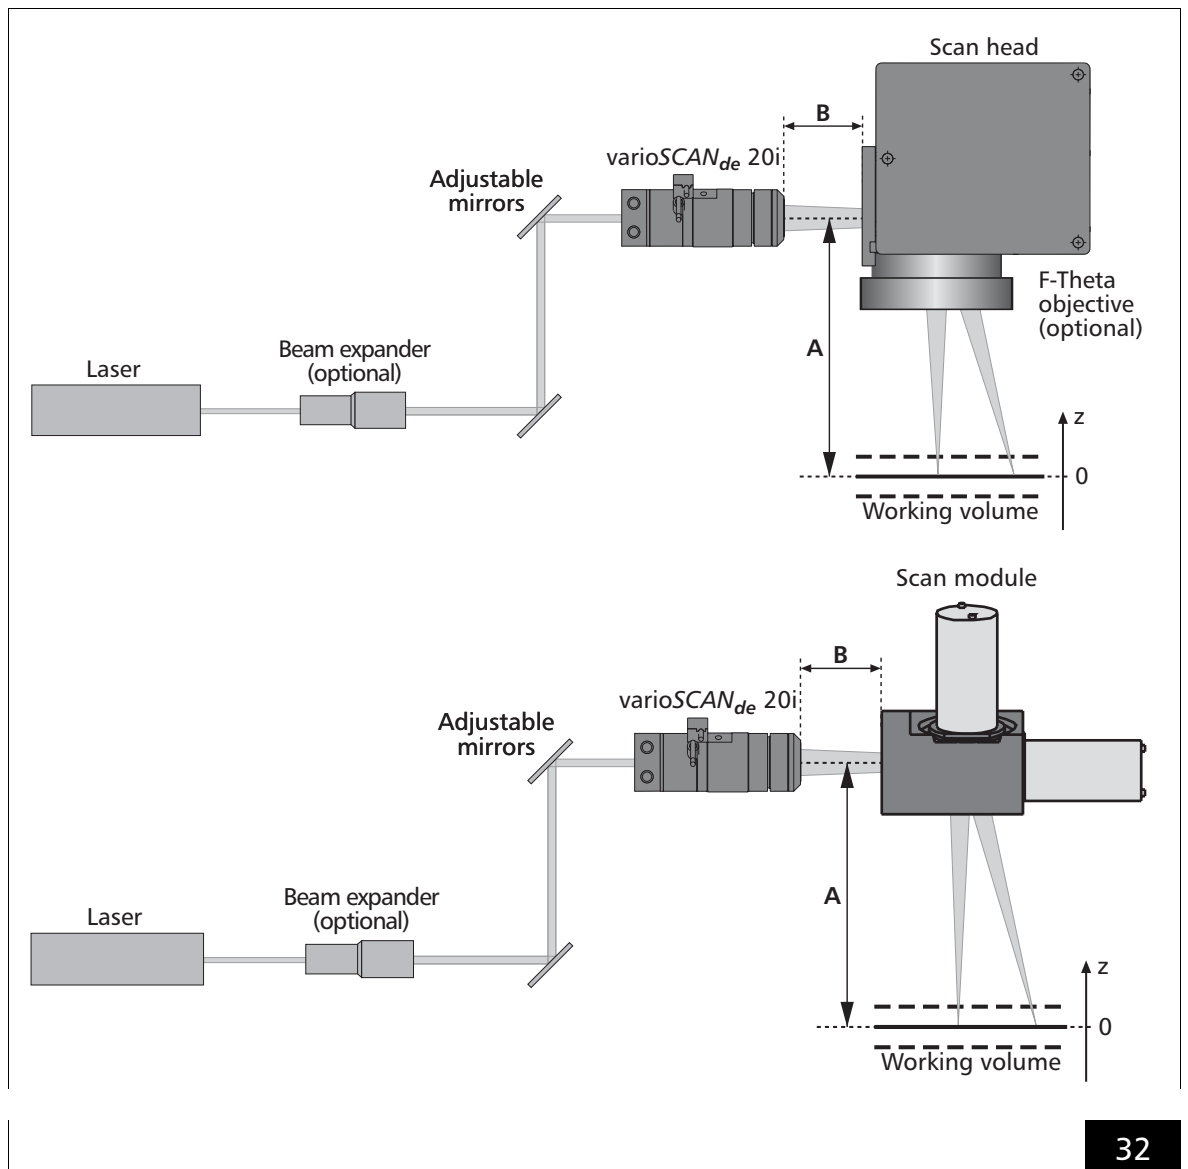 Scan head
B
varioSCANde 20i
Adjustable
mirrors
F-Theta
objective
(optional)
A
Beam expander
(optional)
Laser
z
0
Working volume
Scan module
B
varioSCANde 20i
Adjustable
mirrors
A
Beam expander
(optional)
Laser
z
0
Working volume
32